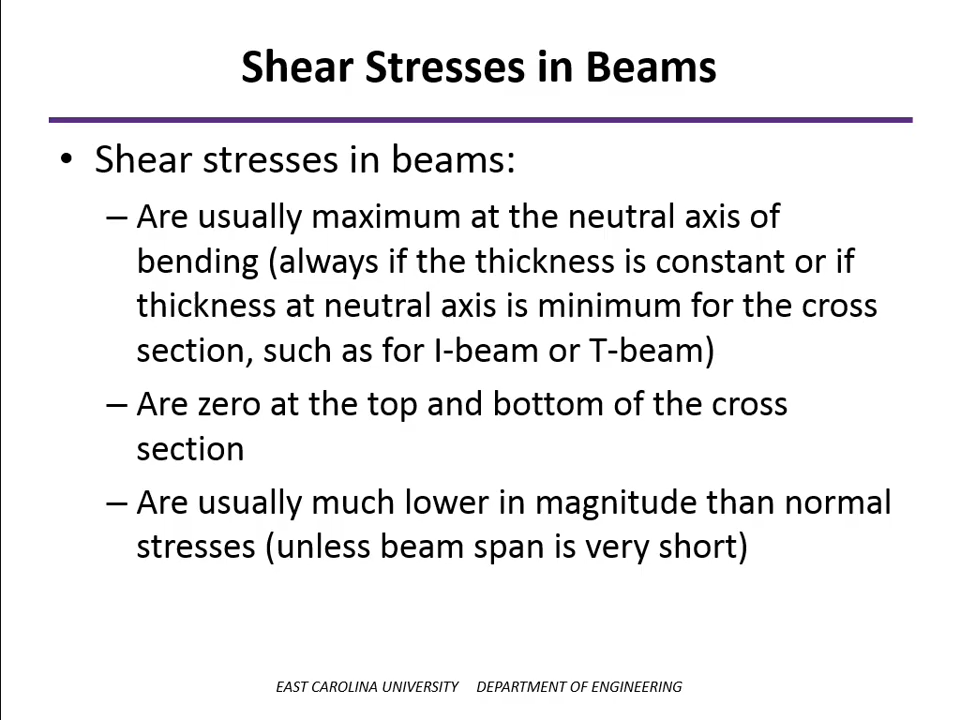 Shear Stresses in Beams
• Shear stresses in beams:
– Are usually maximum at the neutral axis of
bending (always if the thickness is constant or if
thickness at neutral axis is minimum for the cross
section, such as for I-beam or T-beam)
– Are zero at the top and bottom of the cross
section
– Are usually much lower in magnitude than normal
stresses (unless beam span is very short)
EAST CAROLINA UNIVERSITY DEPARTMENT OF ENGINEERING